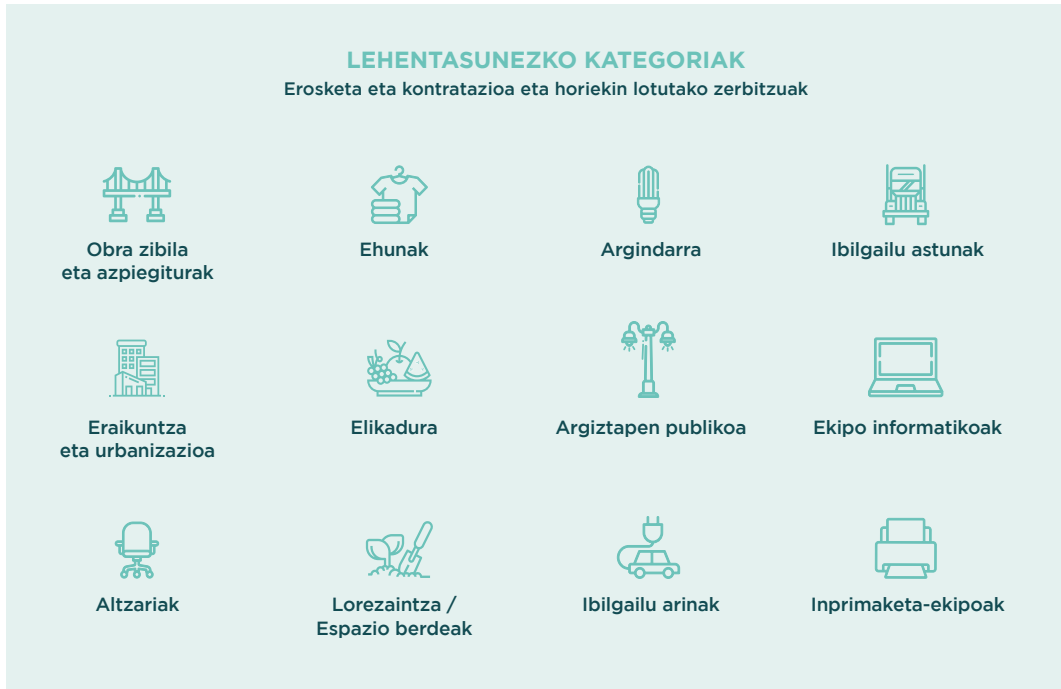 LEHENTASUNEZKO KATEGORIAK
Erosketa eta kontratazioa eta horiekin lotutako zerbitzuak
Obra zibila
eta azpiegiturak
Ehunak
Argindarra
Ibilgailu astunak
Eraikuntza
eta urbanizazioa
Elikadura
Argiztapen publikoa
Ekipo informatikoak
Altzariak
Lorezaintza /
Espazio berdeak
Ibilgailu arinak
Inprimaketa-ekipoak